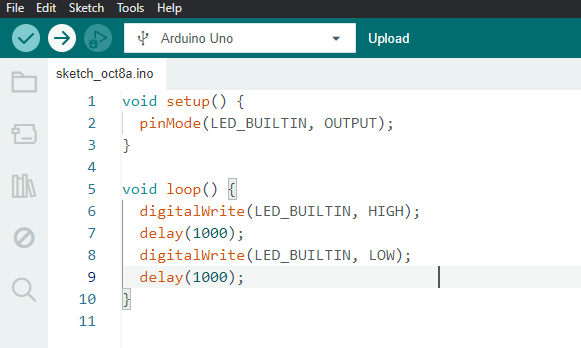 File Edit Sketch Tools Help
Arduino Uno Upload
sketch_oct8a.ino
1 void setup() {
2 pinMode(LED_BUILTIN, OUTPUT);
3 }
4
5 void loop() {
6 digitalWrite(LED_BUILTIN, HIGH);
7 delay(1000);
8 digitalWrite(LED_BUILTIN, LOW);
9 delay(1000);
10 }
11